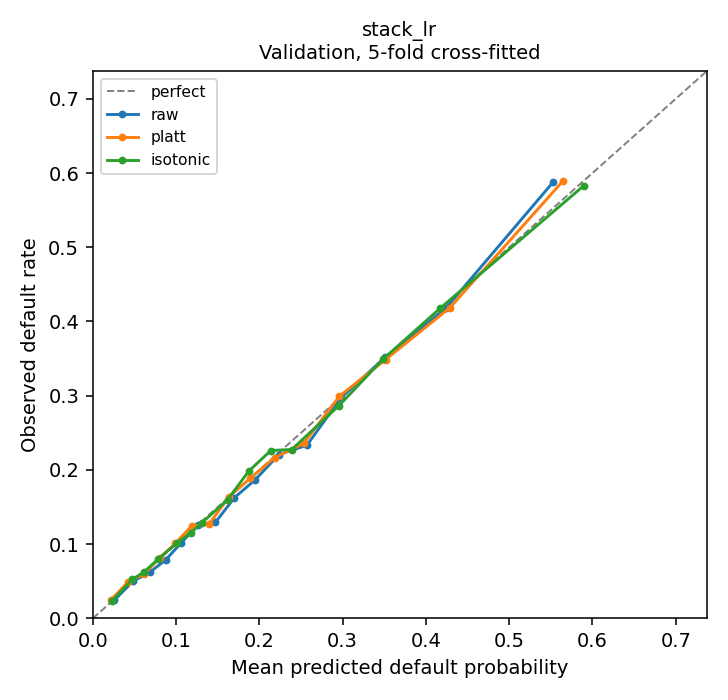 stack_lr
Validation, 5-fold cross-fitted
perfect
raw
platt
isotonic
0.7
0.6
0.5
0.4
0.3
0.2
0.1
0.0
Observed default rate
0.0 0.1 0.2 0.3 0.4 0.5 0.6 0.7
Mean predicted default probability